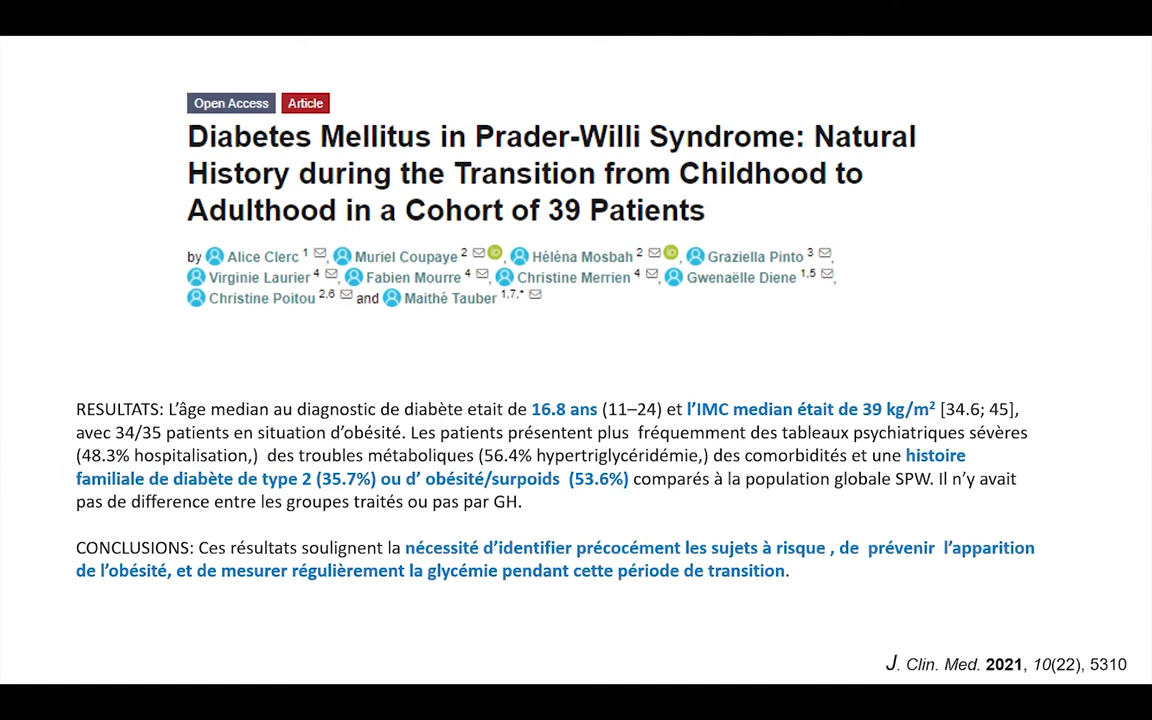 Open Access Article
Diabetes Mellitus in Prader-Willi Syndrome: Natural
History during the Transition from Childhood to
Adulthood in a Cohort of 39 Patients
by Alice Clerc 1, Muriel Coupaye 2, Héléna Mosbah 2, Graziella Pinto 3,
Virginie Laurier 4, Fabien Mourre 4, Christine Merrien 4, Gwenaëlle Diene 1,5,
Christine Poitou 2,6 and Maithé Tauber 1,7,*
RESULTATS: L'âge median au diagnostic de diabète etait de 16.8 ans (11–24) et l'IMC median était de 39 kg/m² [34.6; 45],
avec 34/35 patients en situation d'obésité. Les patients présentent plus fréquemment des tableaux psychiatriques sévères
(48.3% hospitalisation,) des troubles métaboliques (56.4% hypertriglycéridémie,) des comorbidités et une histoire
familiale de diabète de type 2 (35.7%) ou d' obésité/surpoids (53.6%) comparés à la population globale SPW. Il n'y avait
pas de difference entre les groupes traités ou pas par GH.
CONCLUSIONS: Ces résultats soulignent la nécessité d'identifier précocément les sujets à risque , de prévenir l'apparition
de l'obésité, et de mesurer régulièrement la glycémie pendant cette période de transition.
J. Clin. Med. 2021, 10(22), 5310